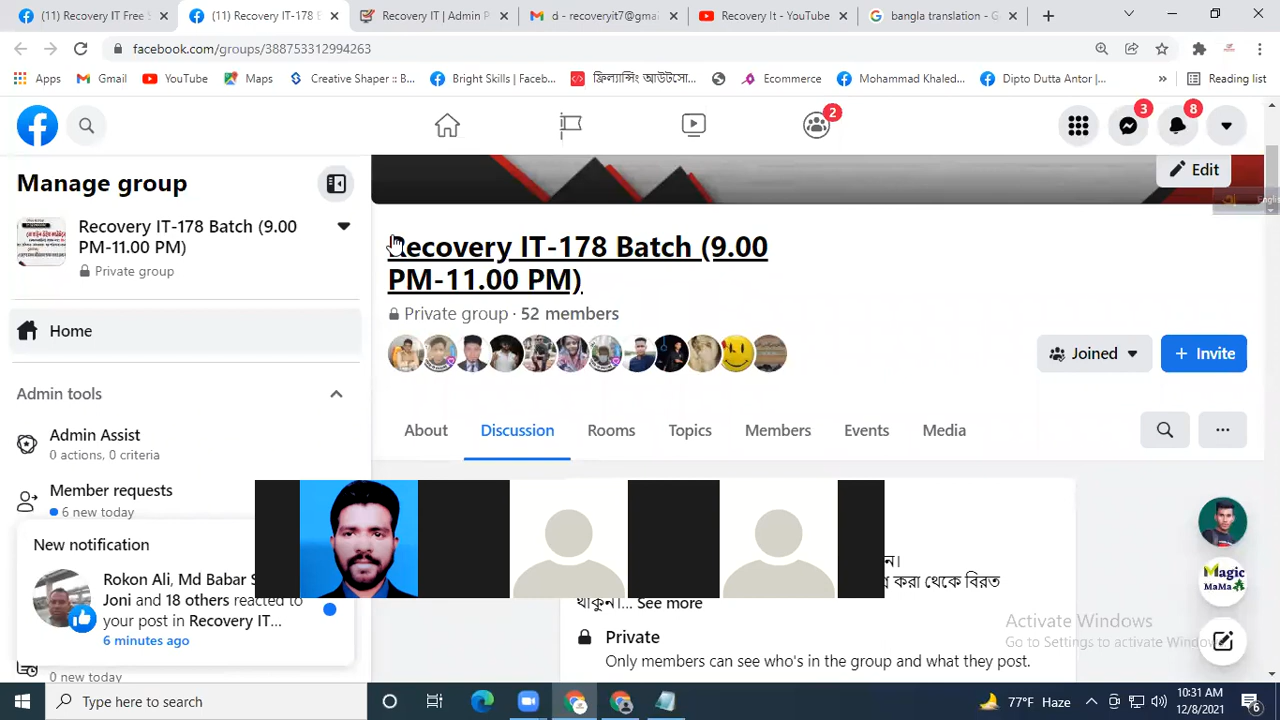 (11) Recovery IT Free S
(11) Recovery IT-178 B
Recovery IT | Admin P
d - recoveryit7@gma
Recovery It - YouTube
bangla translation - G
facebook.com/groups/388753312994263
Apps
Gmail
YouTube
Maps
Creative Shaper :: B...
Bright Skills | Faceb...
ফ্রিল্যান্সিং আউটসো...
Ecommerce
Mohammad Khaled...
Dipto Dutta Antor |...
»
Reading list
2
3
8
Manage group
Edit
Englis
Recovery IT-178 Batch (9.00
PM-11.00 PM)
Private group
Recovery IT-178 Batch (9.00
PM-11.00 PM)
Private group · 52 members
Home
Joined
+ Invite
Admin tools
About
Discussion
Rooms
Topics
Members
Events
Media
Admin Assist
0 actions, 0 criteria
Member requests
6 new today
New notification
Rokon Ali, Md Babar S
Joni and 18 others reacted to
your post in Recovery IT...
6 minutes ago
0 new today
করা থেকে বিরত
থাকুন।... See more
Private
Only members can see who's in the group and what they post.
Magic
MaMa
Activate Windows
Go to Settings to activate Windows
Type here to search
77°F Haze
10:31 AM
12/8/2021
6